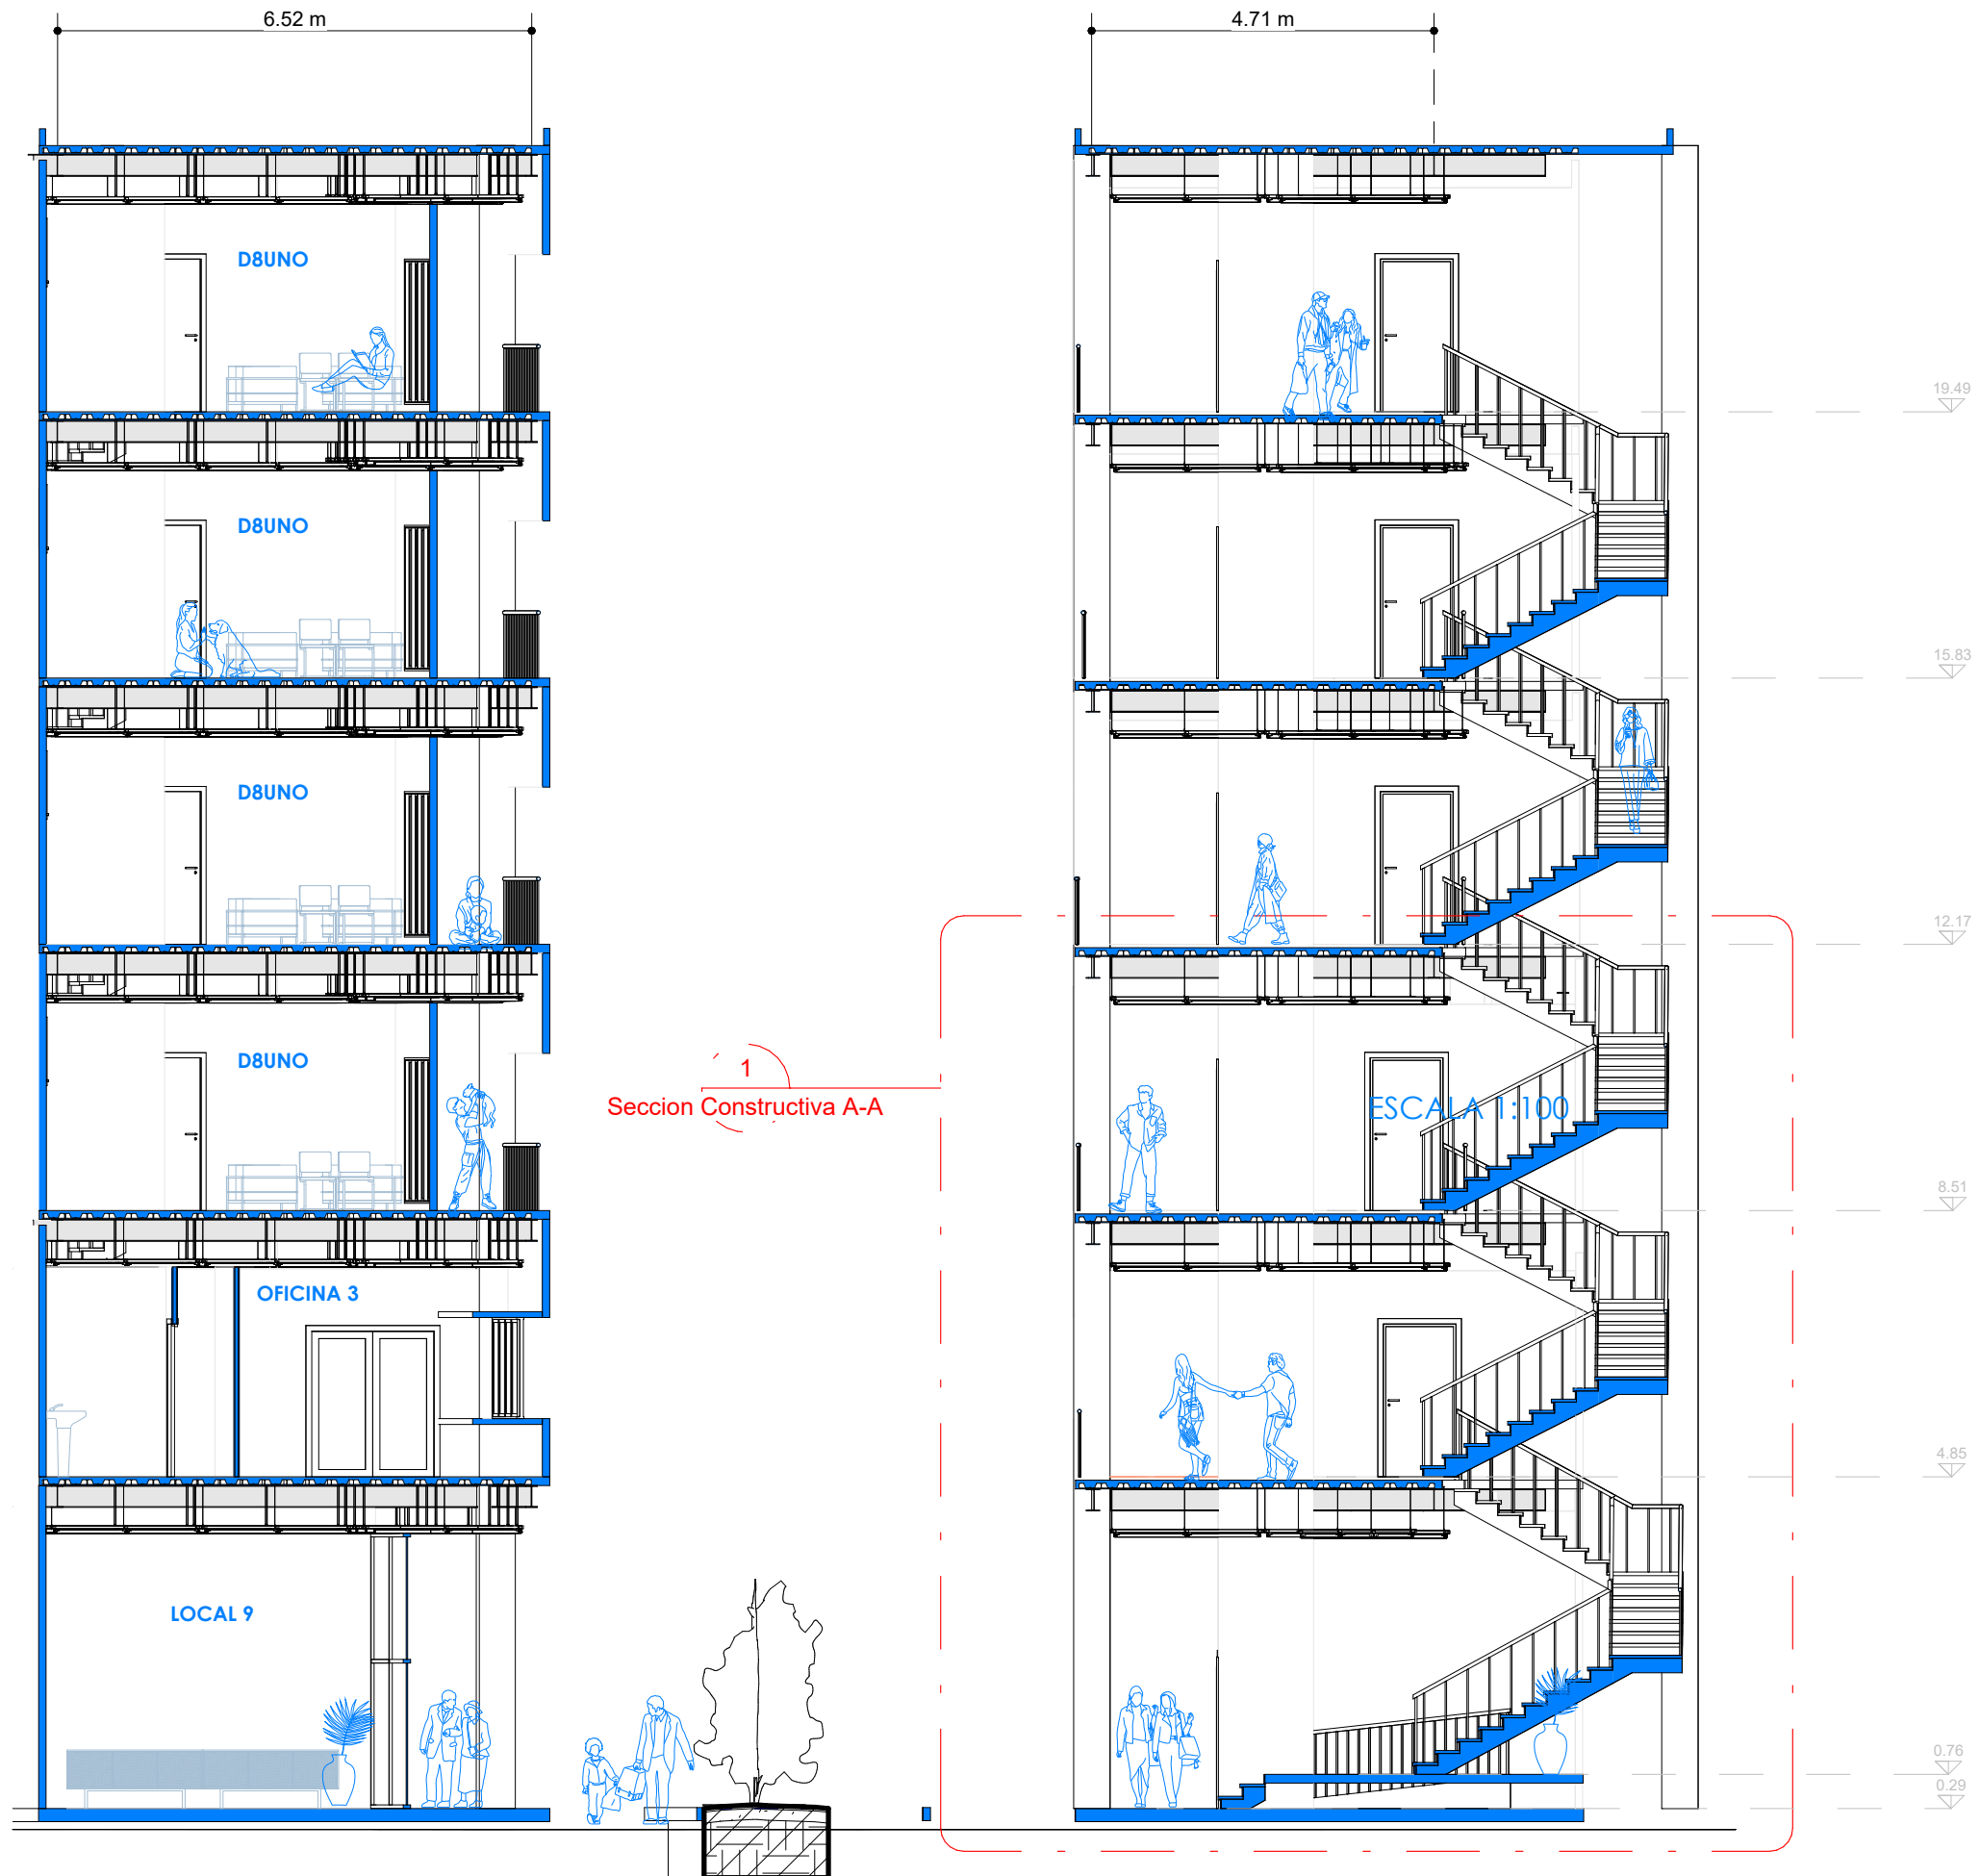 6.52 m
4.71 m
D8UNO
19.49
D8UNO
15.83
D8UNO
12.17
D8UNO
1
Seccion Constructiva A-A
ESCALA 1:100
8.51
OFICINA 3
4.85
LOCAL 9
0.76
0.29